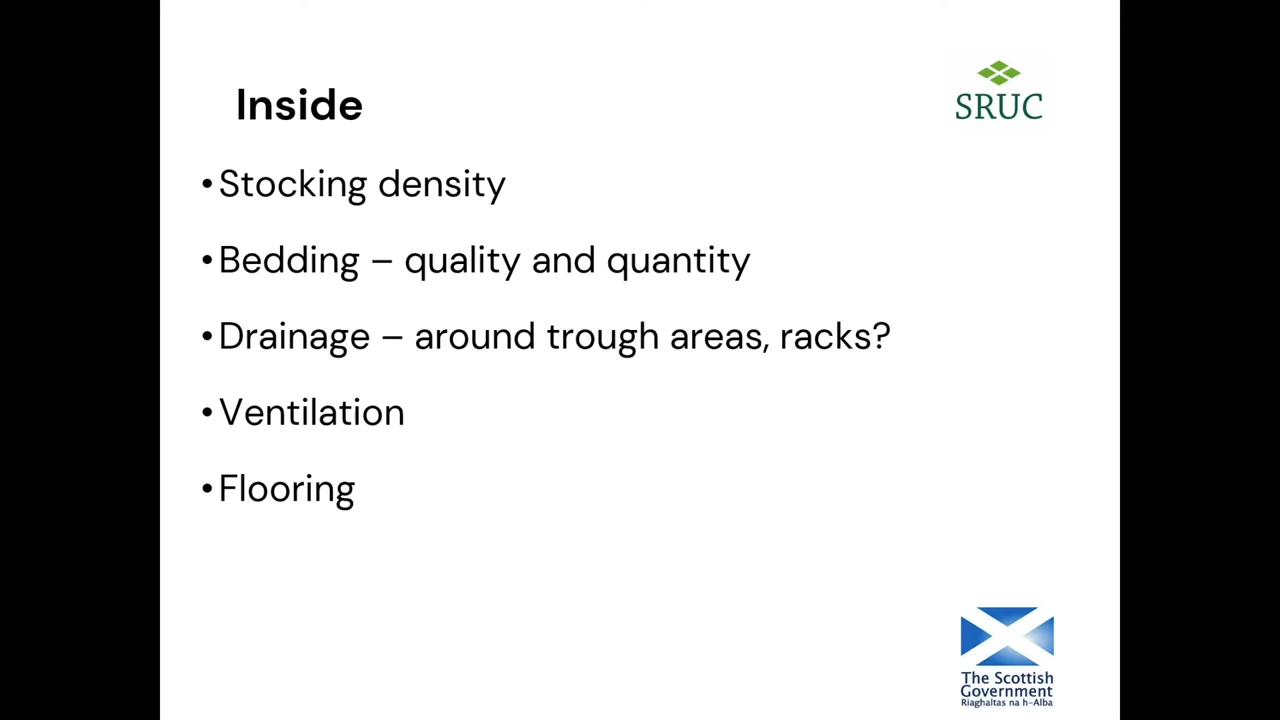 Inside
SRUC
•Stocking density
•Bedding – quality and quantity
•Drainage – around trough areas, racks?
•Ventilation
•Flooring
The Scottish
Government
Riaghaltas na h-Alba